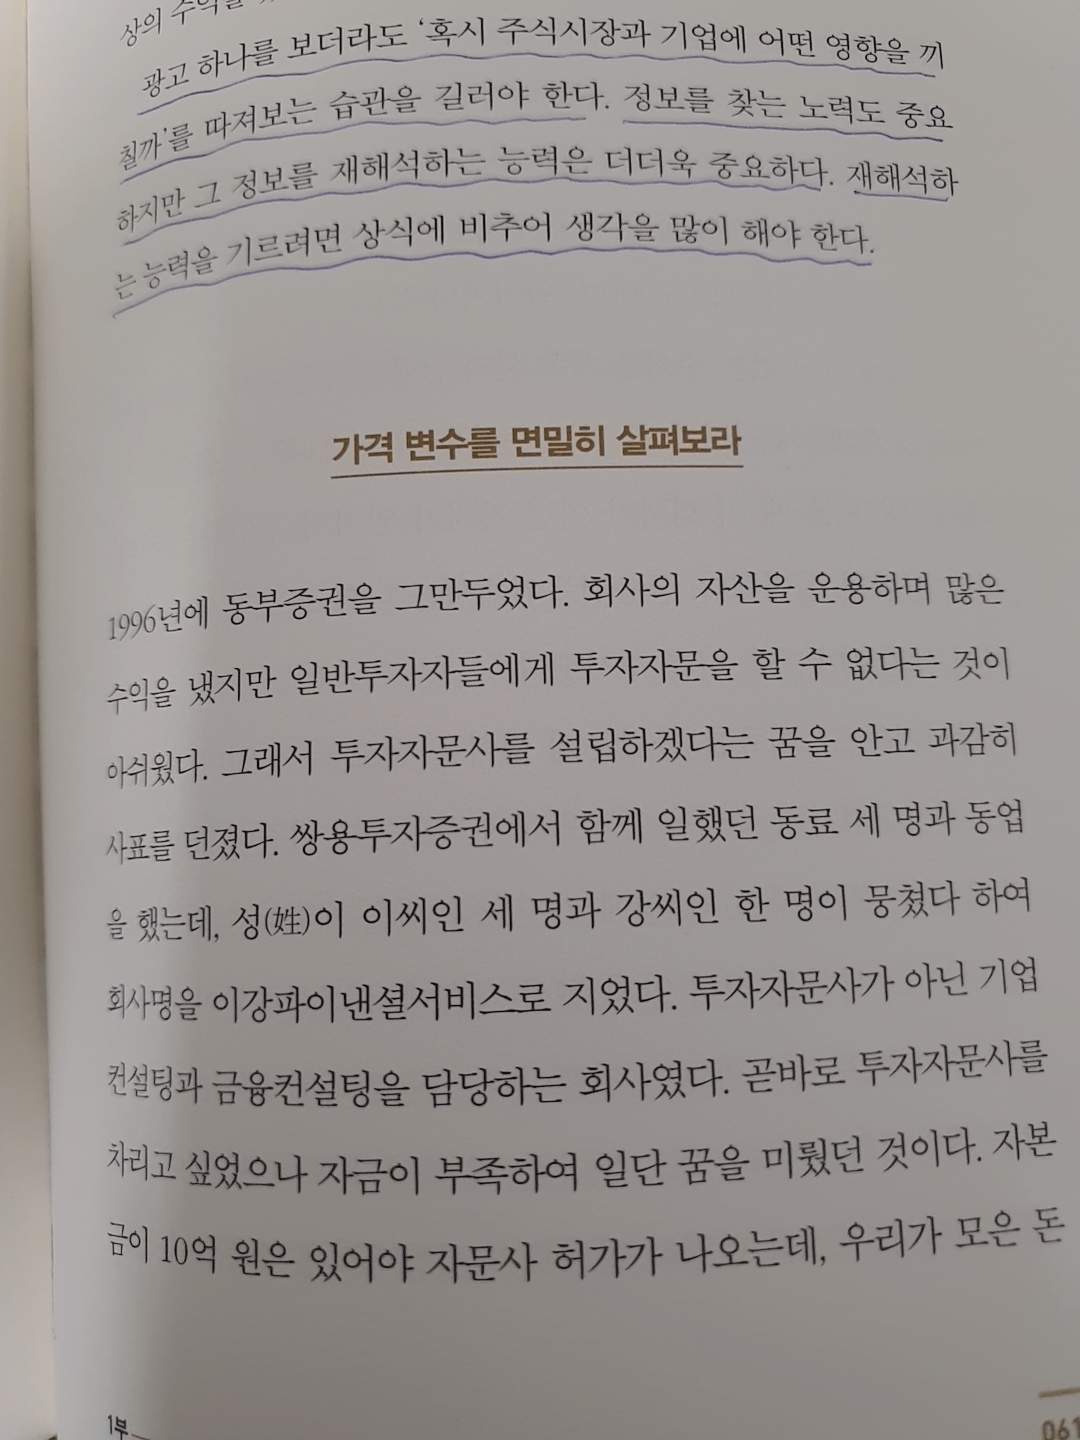 상의 수익을
광고 하나를 보더라도 ‘혹시 주식시장과 기업에 어떤 영향을 끼
칠까’를 따져보는 습관을 길러야 한다. 정보를 찾는 노력도 중요
하지만 그 정보를 재해석하는 능력은 더더욱 중요하다. 재해석하
는 능력을 기르려면 상식에 비추어 생각을 많이 해야 한다.
가격 변수를 면밀히 살펴보라
1996년에 동부증권을 그만두었다. 회사의 자산을 운용하며 많은
수익을 냈지만 일반투자자들에게 투자자문을 할 수 없다는 것이
아쉬웠다. 그래서 투자자문사를 설립하겠다는 꿈을 안고 과감히
사표를 던졌다. 쌍용투자증권에서 함께 일했던 동료 세 명과 동업
을 했는데, 성(姓)이 이씨인 세 명과 강씨인 한 명이 뭉쳤다 하여
회사명을 이강파이낸셜서비스로 지었다. 투자자문사가 아닌 기업
컨설팅과 금융컨설팅을 담당하는 회사였다. 곧바로 투자자문사를
차리고 싶었으나 자금이 부족하여 일단 꿈을 미뤘던 것이다. 자본
금이 10억 원은 있어야 자문사 허가가 나오는데, 우리가 모은 돈
1부
061